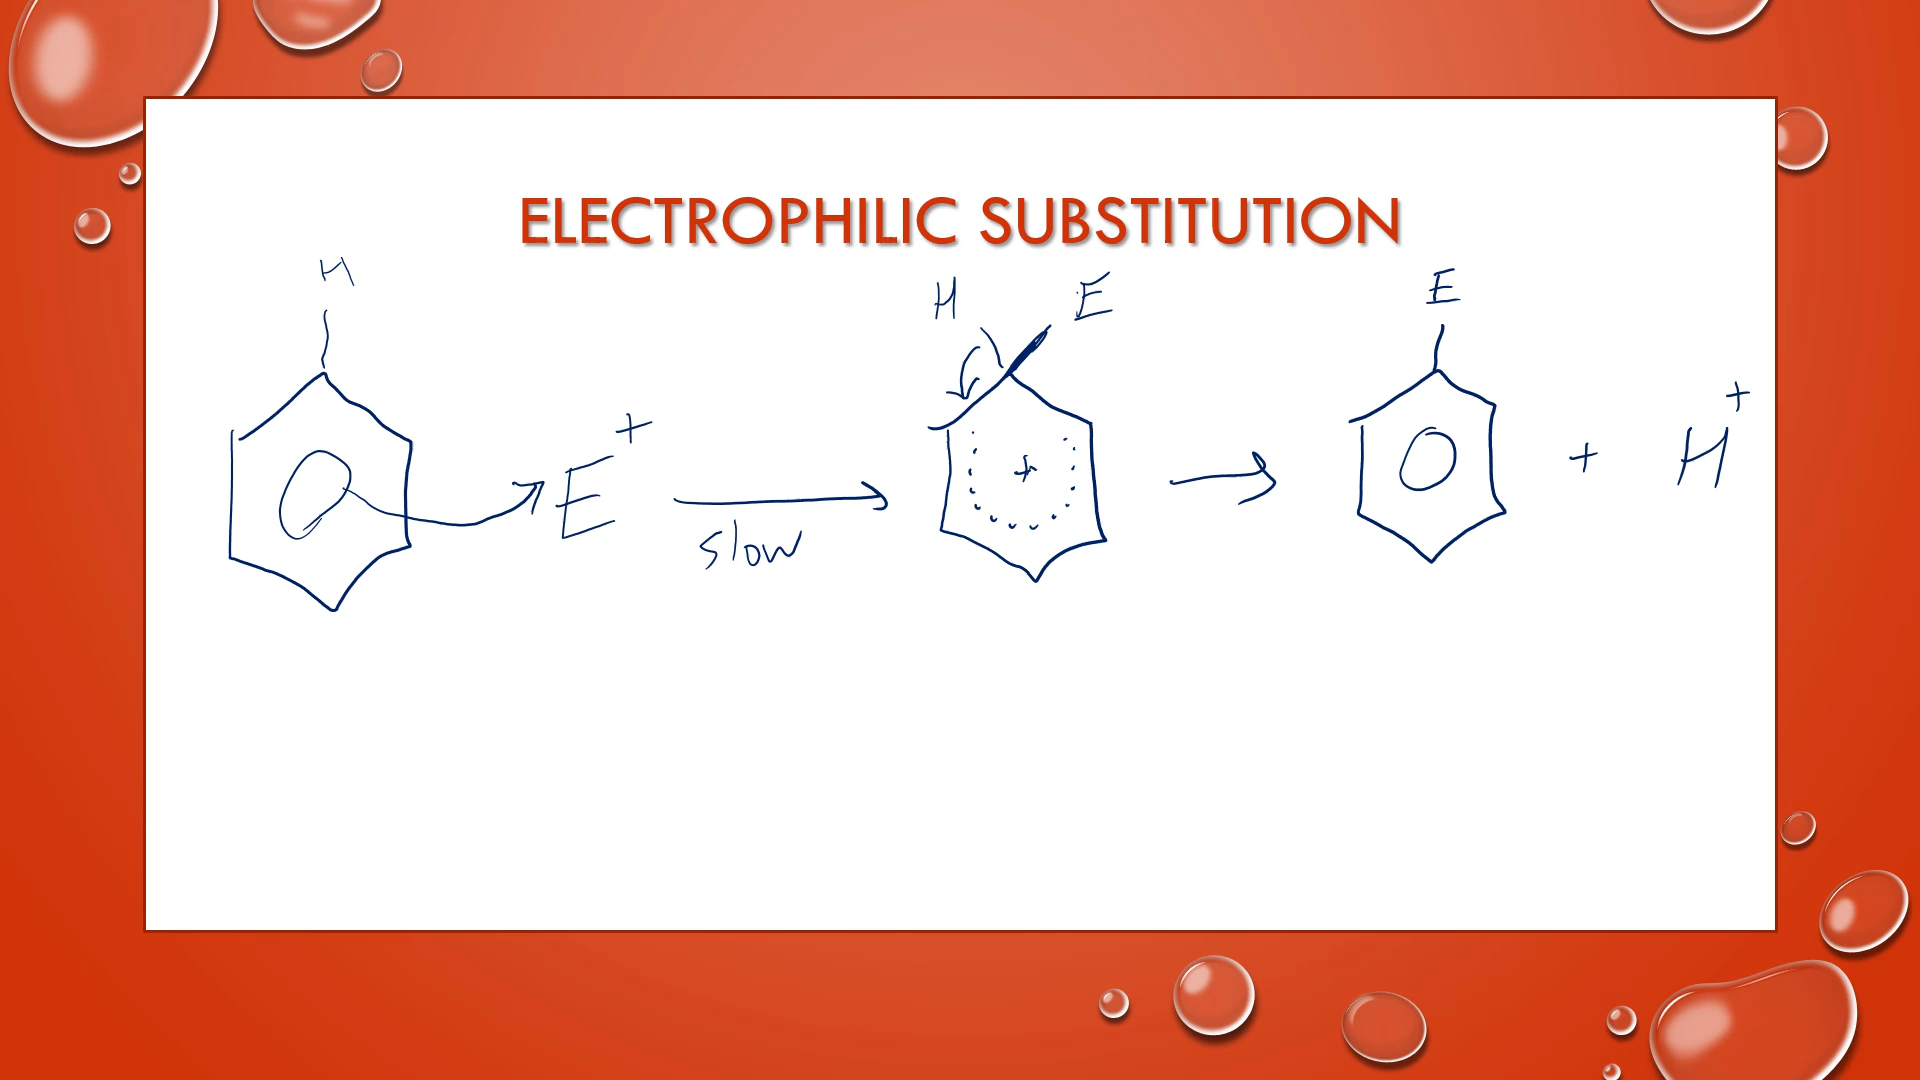 ELECTROPHILIC SUBSTITUTION
H H E E
E+ + + H+
slow